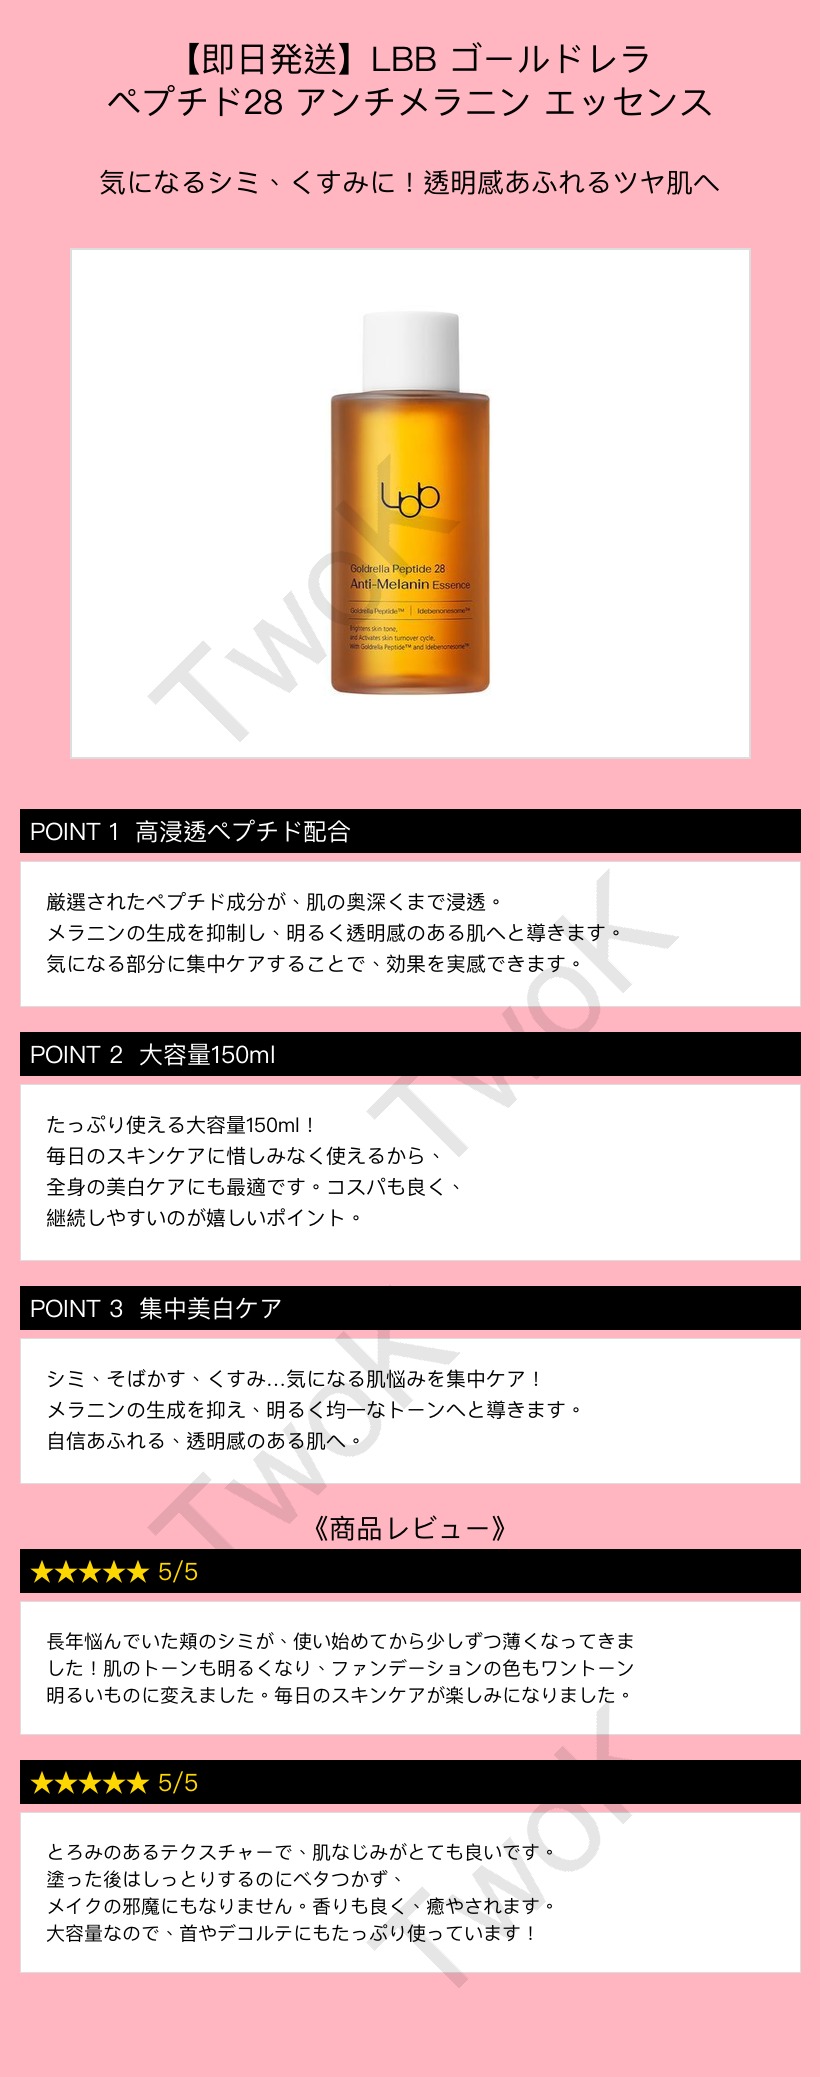 【即日発送】LBB ゴールドレラ
ペプチド28 アンチメラニン エッセンス
気になるシミ、くすみに！透明感あふれるツヤ肌へ
Lbb
Goldrella Peptide 28
Anti-Melanin Essence
Goldrella Peptide™ | Idebenonesome™
Brightens skin tone,
and Activates skin turnover cycle,
With Goldrella Peptide™ and Idebenonesome™
TwoK
POINT 1 高浸透ペプチド配合
厳選されたペプチド成分が、肌の奥深くまで浸透。
メラニンの生成を抑制し、明るく透明感のある肌へと導きます。
気になる部分に集中ケアすることで、効果を実感できます。
TwoK
POINT 2 大容量150ml
たっぷり使える大容量150ml！
毎日のスキンケアに惜しみなく使えるから、
全身の美白ケアにも最適です。コスパも良く、
継続しやすいのが嬉しいポイント。
POINT 3 集中美白ケア
シミ、そばかす、くすみ...気になる肌悩みを集中ケア！
メラニンの生成を抑え、明るく均一なトーンへと導きます。
自信あふれる、透明感のある肌へ。
TwoK
《商品レビュー》
★★★★★ 5/5
長年悩んでいた頬のシミが、使い始めてから少しずつ薄くなってきま
した！肌のトーンも明るくなり、ファンデーションの色もワントーン
明るいものに変えました。毎日のスキンケアが楽しみになりました。
★★★★★ 5/5
とろみのあるテクスチャーで、肌なじみがとても良いです。
塗った後はしっとりするのにベタつかず、
メイクの邪魔にもなりません。香りも良く、癒やされます。
大容量なので、首やデコルテにもたっぷり使っています！
TwoK